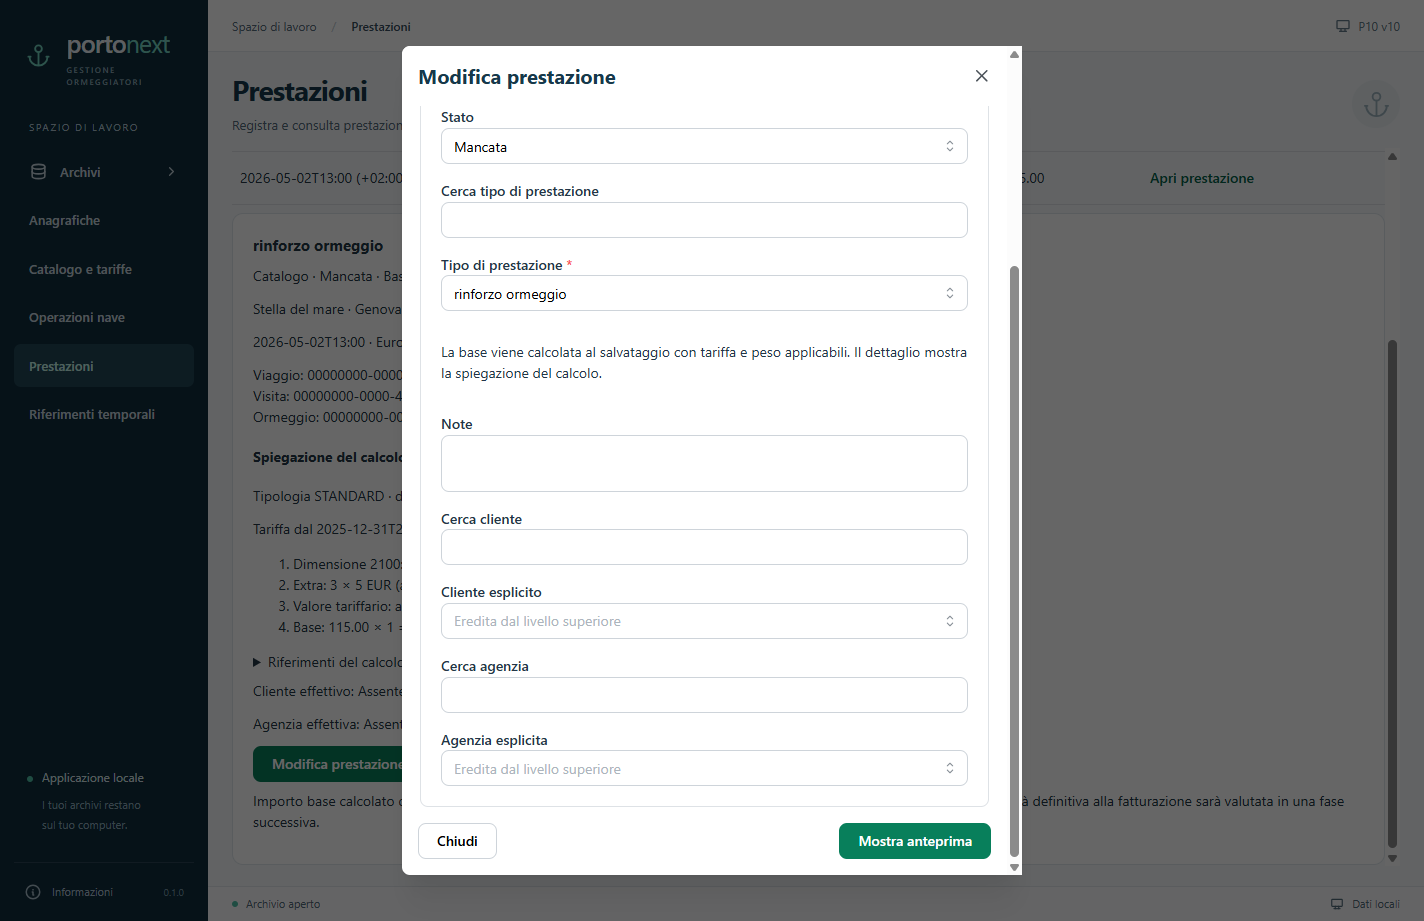 portonext
GESTIONE
ORMEGGIATORI
SPAZIO DI LAVORO
Archivi
Anagrafiche
Catalogo e tariffe
Operazioni nave
Prestazioni
Riferimenti temporali
Applicazione locale
I tuoi archivi restano
sul tuo computer.
Informazioni 0.1.0
Spazio di lavoro / Prestazioni
P10 v10
Prestazioni
Registra e consulta prestazion
2026-05-02T13:00 (+02:00
5.00
Apri prestazione
rinforzo ormeggio
Catalogo · Mancata · Bas
Stella del mare · Genova
2026-05-02T13:00 · Euro
Viaggio: 00000000-0000
Visita: 00000000-0000-4
Ormeggio: 00000000-00
Spiegazione del calcolo
Tipologia STANDARD · d
Tariffa dal 2025-12-31T2
1. Dimensione 2100
2. Extra: 3 × 5 EUR (a
3. Valore tariffario: a
4. Base: 115.00 × 1 =
Riferimenti del calcolo
Cliente effettivo: Assente
Agenzia effettiva: Assent
Modifica prestazione
Importo base calcolato
à definitiva alla fatturazione sarà valutata in una fase
successiva.
Archivio aperto
Dati locali
Modifica prestazione
Stato
Mancata
Cerca tipo di prestazione
Tipo di prestazione *
rinforzo ormeggio
La base viene calcolata al salvataggio con tariffa e peso applicabili. Il dettaglio mostra
la spiegazione del calcolo.
Note
Cerca cliente
Cliente esplicito
Eredita dal livello superiore
Cerca agenzia
Agenzia esplicita
Eredita dal livello superiore
Chiudi
Mostra anteprima